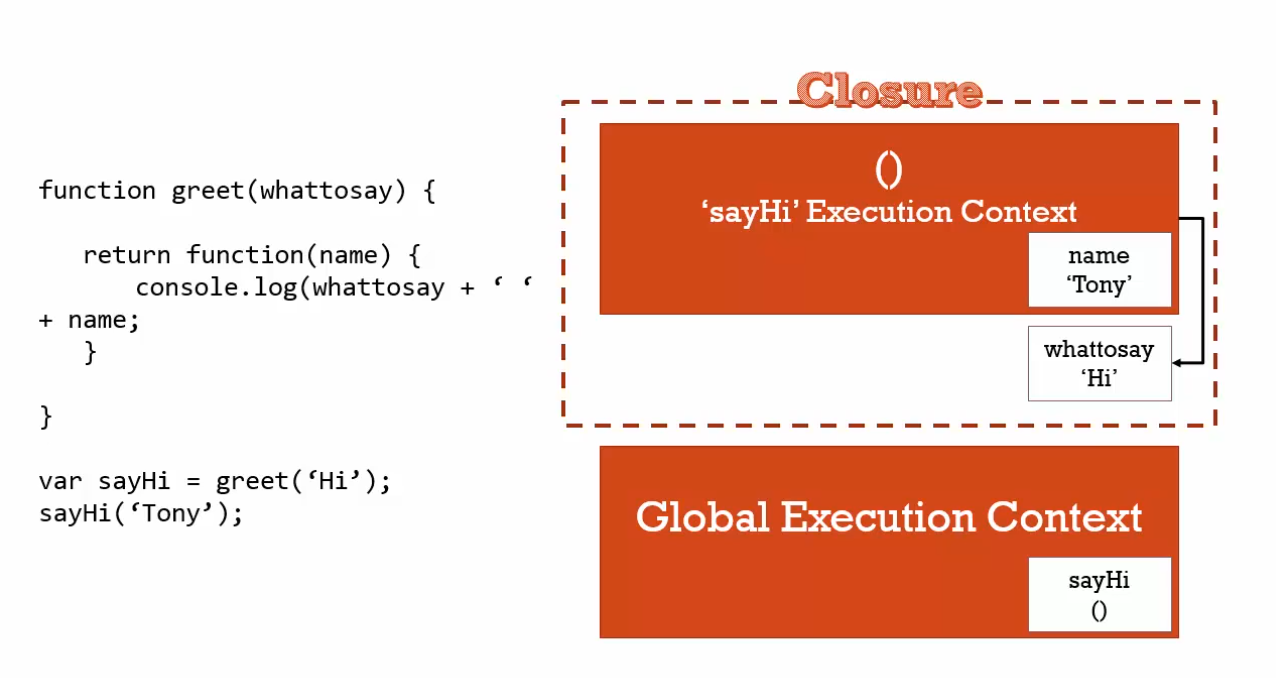 function greet(whattosay) {
return function(name) {
console.log(whattosay + ‘ ‘
+ name;
}
}
var sayHi = greet(‘Hi’);
sayHi(‘Tony’);
Closure
()
‘sayHi’ Execution Context
name
‘Tony’
whattosay
‘Hi’
Global Execution Context
sayHi
()